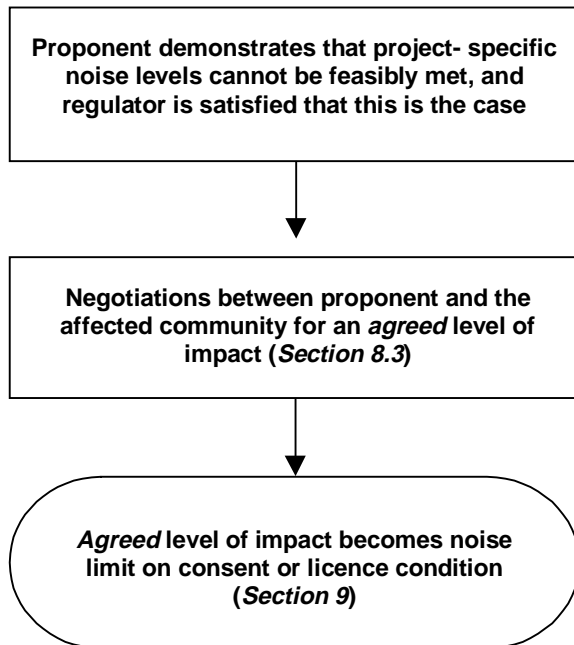 Proponent demonstrates that project- specific
noise levels cannot be feasibly met, and
regulator is satisfied that this is the case
Negotiations between proponent and the
affected community for an agreed level of
impact (Section 8.3)
Agreed level of impact becomes noise
limit on consent or licence condition
(Section 9)